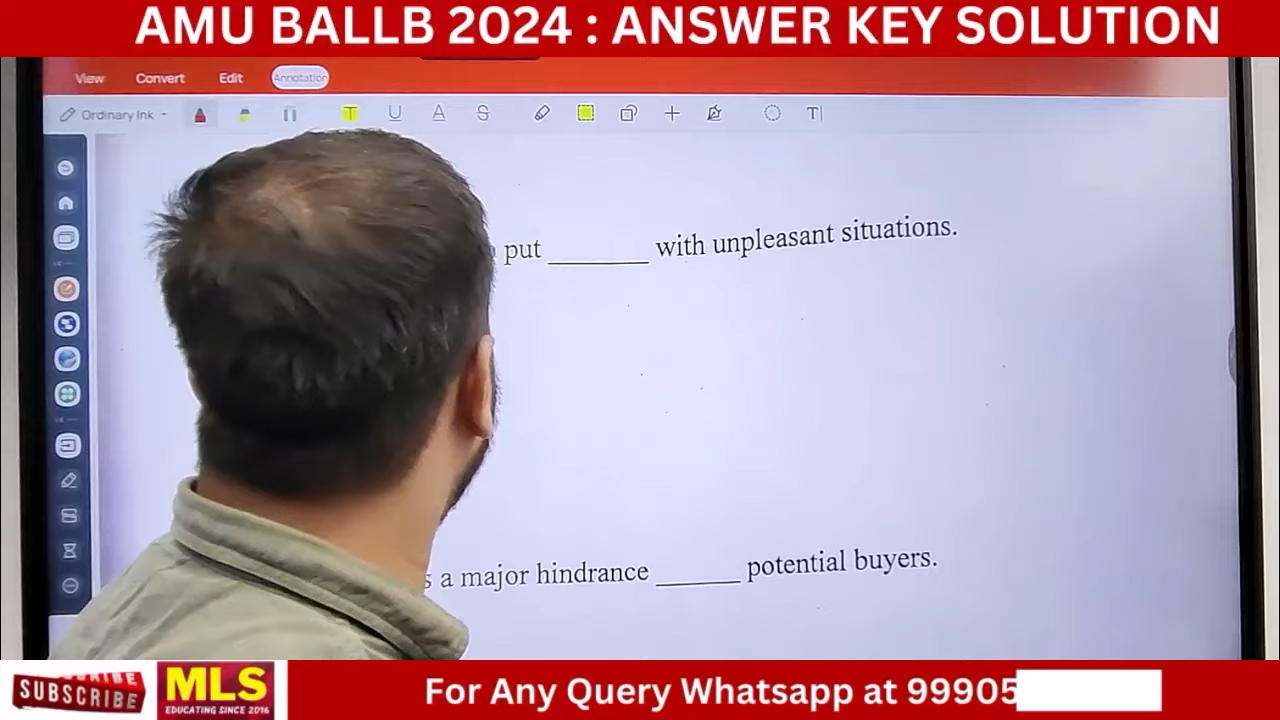 AMU BALLB 2024 : ANSWER KEY SOLUTION
View Convert Edit Annotation
Ordinary Ink
put ________ with unpleasant situations.
s a major hindrance _______ potential buyers.
SUBSCRIBE
MLS
EDUCATING SINCE 2016
For Any Query Whatsapp at 99905